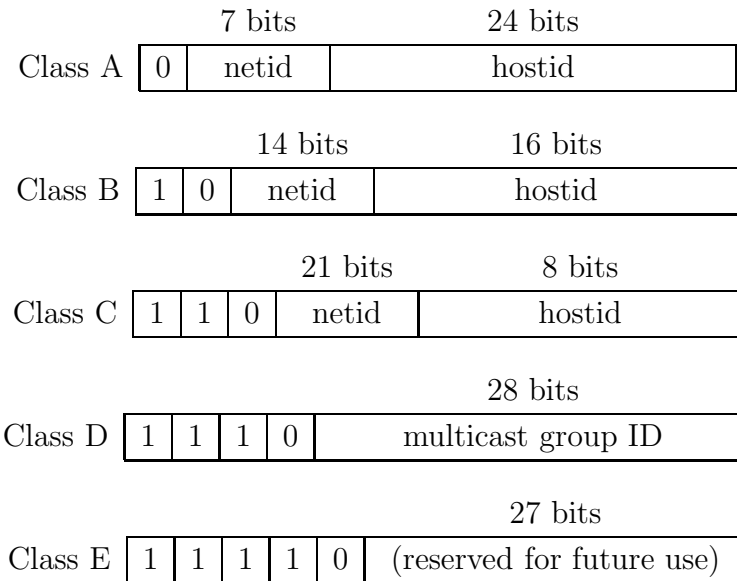 7 bits 24 bits
Class A 0 netid hostid
14 bits 16 bits
Class B 1 0 netid hostid
21 bits 8 bits
Class C 1 1 0 netid hostid
28 bits
Class D 1 1 1 0 multicast group ID
27 bits
Class E 1 1 1 1 0 (reserved for future use)